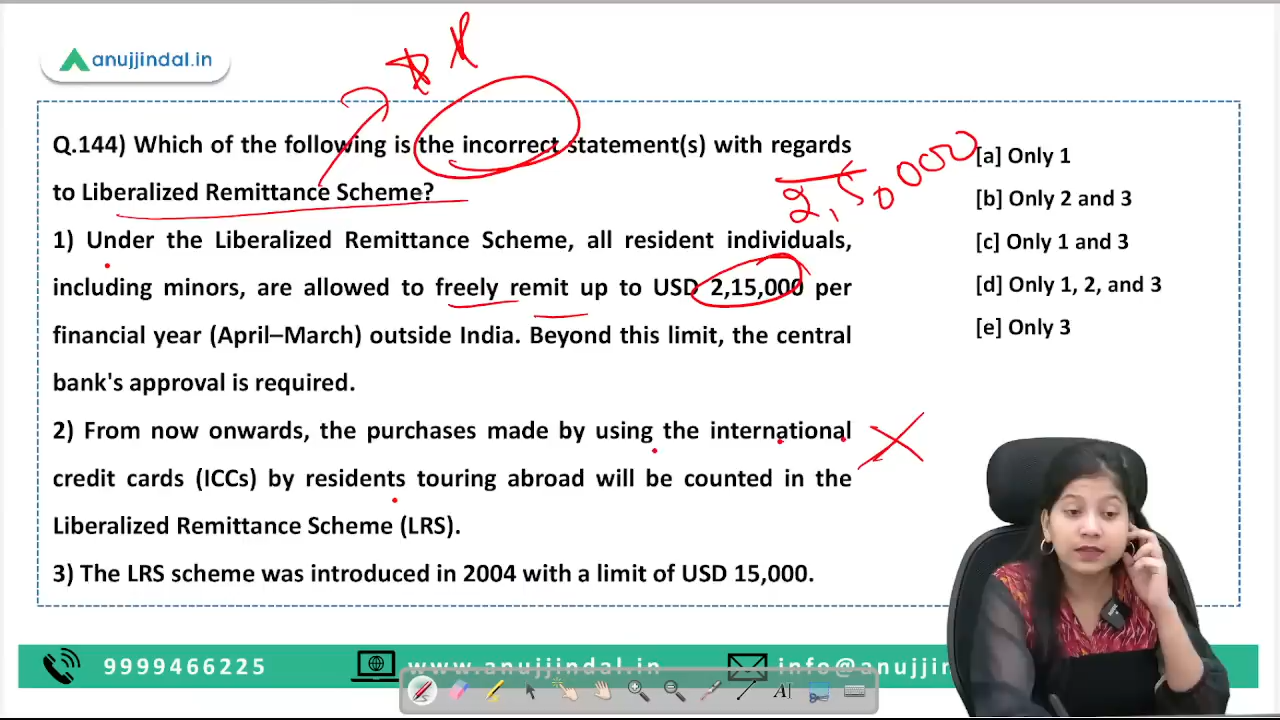 anujjindal.in
Q.144) Which of the following is the incorrect statement(s) with regards
to Liberalized Remittance Scheme?
2,50000
1) Under the Liberalized Remittance Scheme, all resident individuals,
including minors, are allowed to freely remit up to USD 2,15,000 per
financial year (April–March) outside India. Beyond this limit, the central
bank's approval is required.
2) From now onwards, the purchases made by using the international
credit cards (ICCs) by residents touring abroad will be counted in the
Liberalized Remittance Scheme (LRS).
3) The LRS scheme was introduced in 2004 with a limit of USD 15,000.
[a] Only 1
[b] Only 2 and 3
[c] Only 1 and 3
[d] Only 1, 2, and 3
[e] Only 3
9999466225
www.anujjindal.in
info@anujjin
A